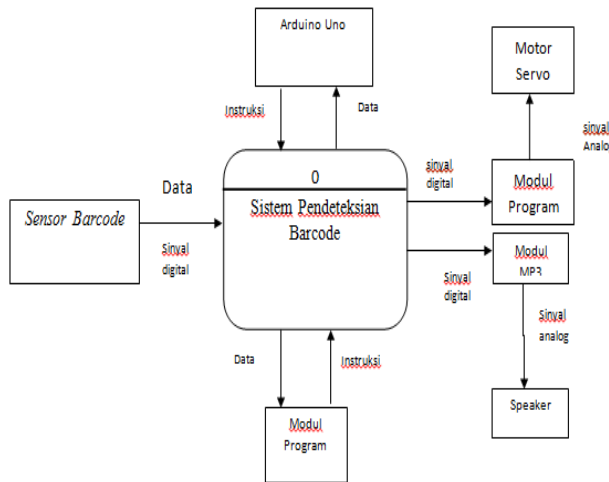 Arduino Uno
Motor
Servo
Instruksi
Data
sinyal
Analo
0
sinyal
digital
Modul
Program
Data
Sensor Barcode
Sistem Pendeteksian
Barcode
Sinyal
digital
Modul
MP3
Sinyal
digital
Sinyal
analog
Data
Instruksi
Modul
Program
Speaker